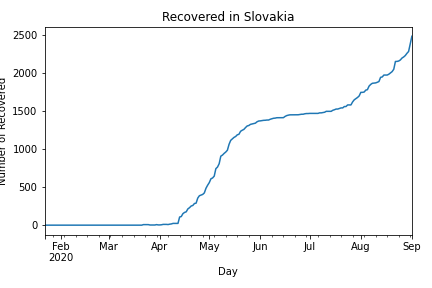 Recovered in Slovakia
Number of Recovered
2500
2000
1500
1000
500
0
Feb Mar Apr May Jun Jul Aug Sep
2020
Day